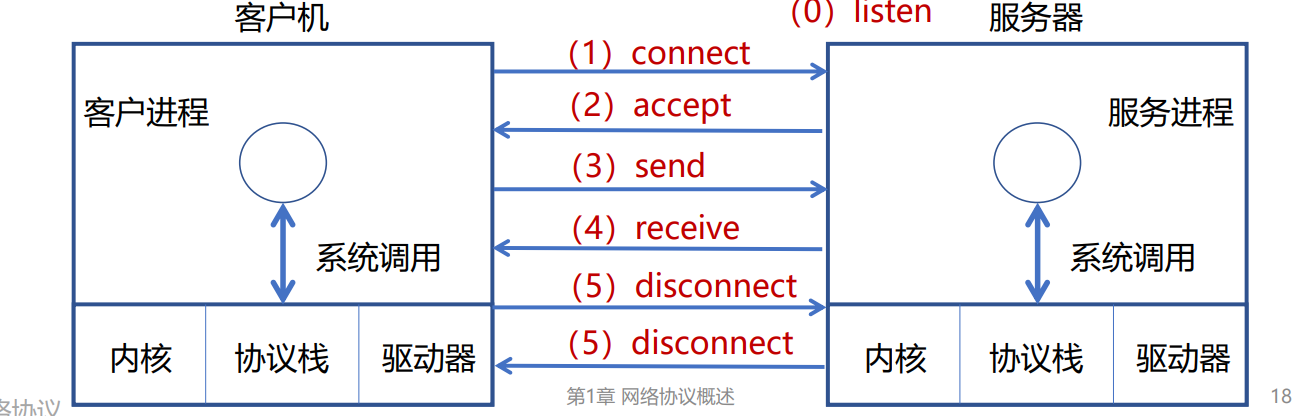 客户机
（0）listen
服务器
（1）connect
客户进程
（2）accept
服务进程
（3）send
（4）receive
系统调用
系统调用
（5）disconnect
（5）disconnect
内核
协议栈
驱动器
内核
协议栈
驱动器
第1章 网络协议概述
18
络协议